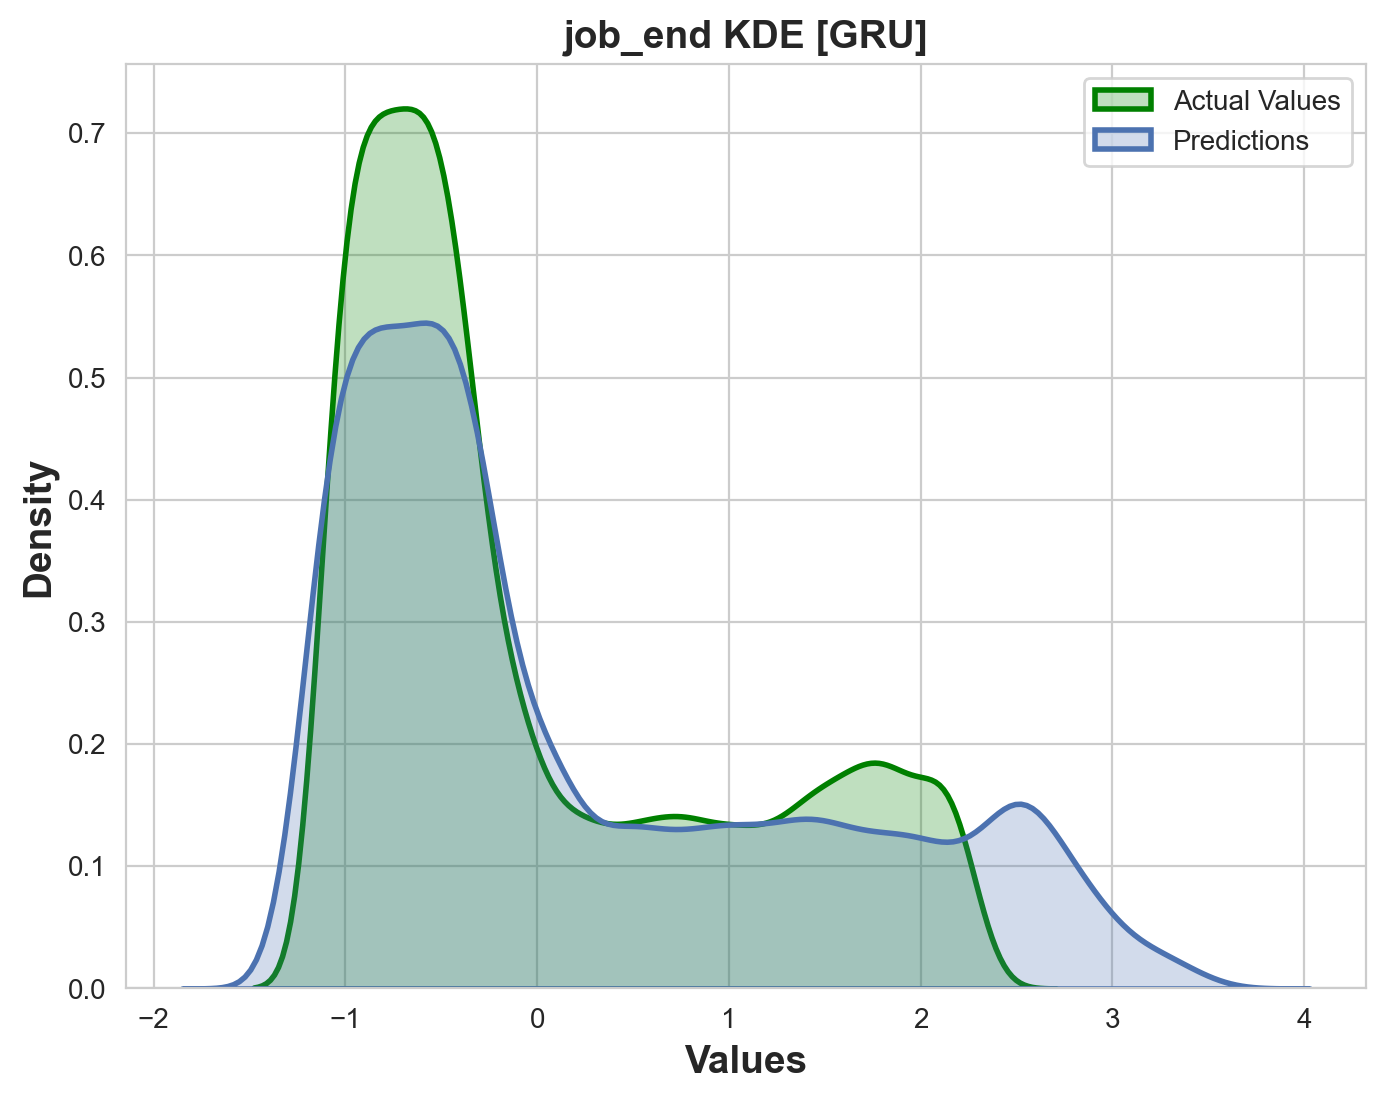 job_end KDE [GRU]
Actual Values
Predictions
Density
0.7
0.6
0.5
0.4
0.3
0.2
0.1
0.0
−2 −1 0 1 2 3 4
Values